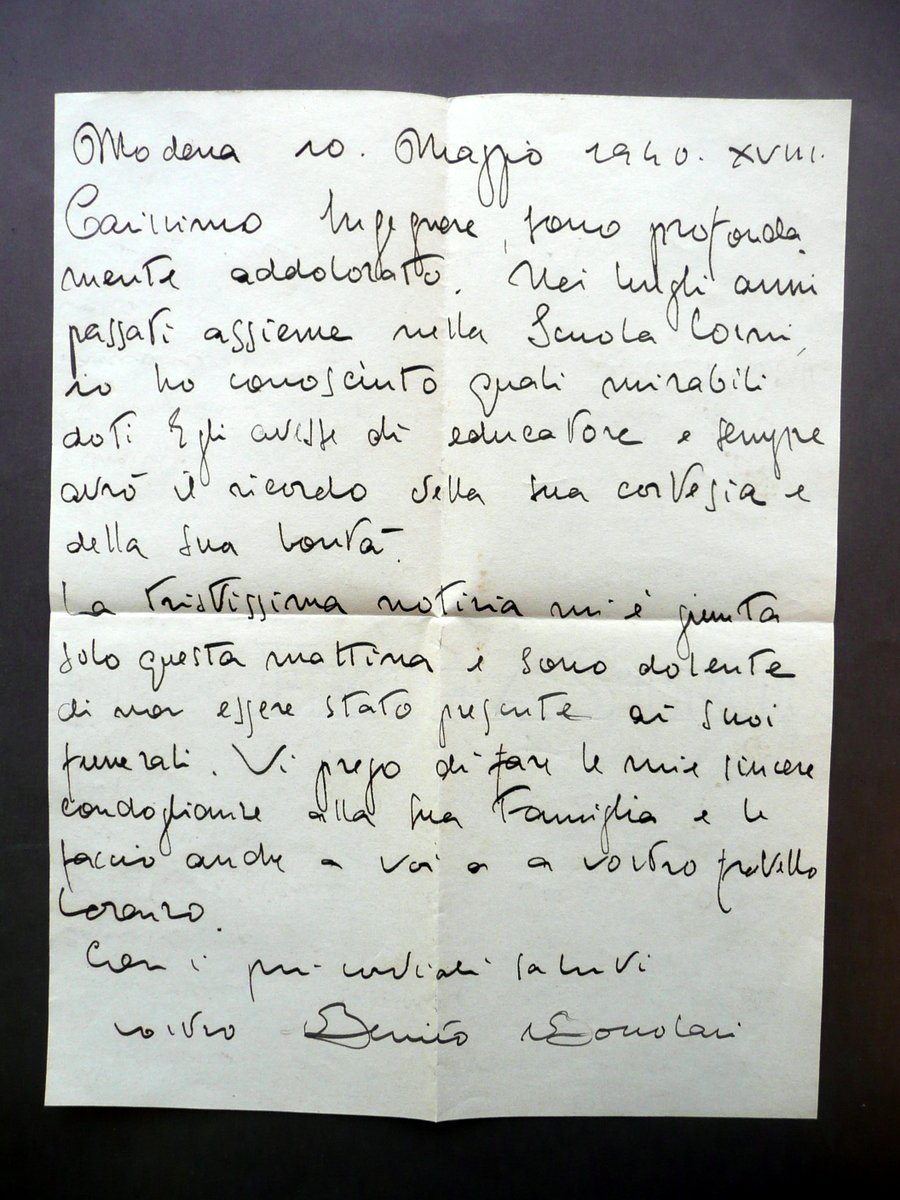 Modena 10. Maggio 1940. XVIII.
Carissimo Ingegnere, sono profonda
mente addolorato. Nei lunghi anni
passati assieme nella Scuola Corni,
io ho conosciuto quali mirabili
doti Egli avesse di educatore e sempre
avrò il ricordo della sua cortesia e
della sua bontà.
La tristissima notizia mi è giunta
solo questa mattina e sono dolente
di non essere stato presente ai suoi
funerali. Vi prego di fare le mie sincere
condoglianze alla sua Famiglia e le
faccio anche a voi e a vostro fratello
Lorenzo.
Con i più cordiali saluti
vostro Benito